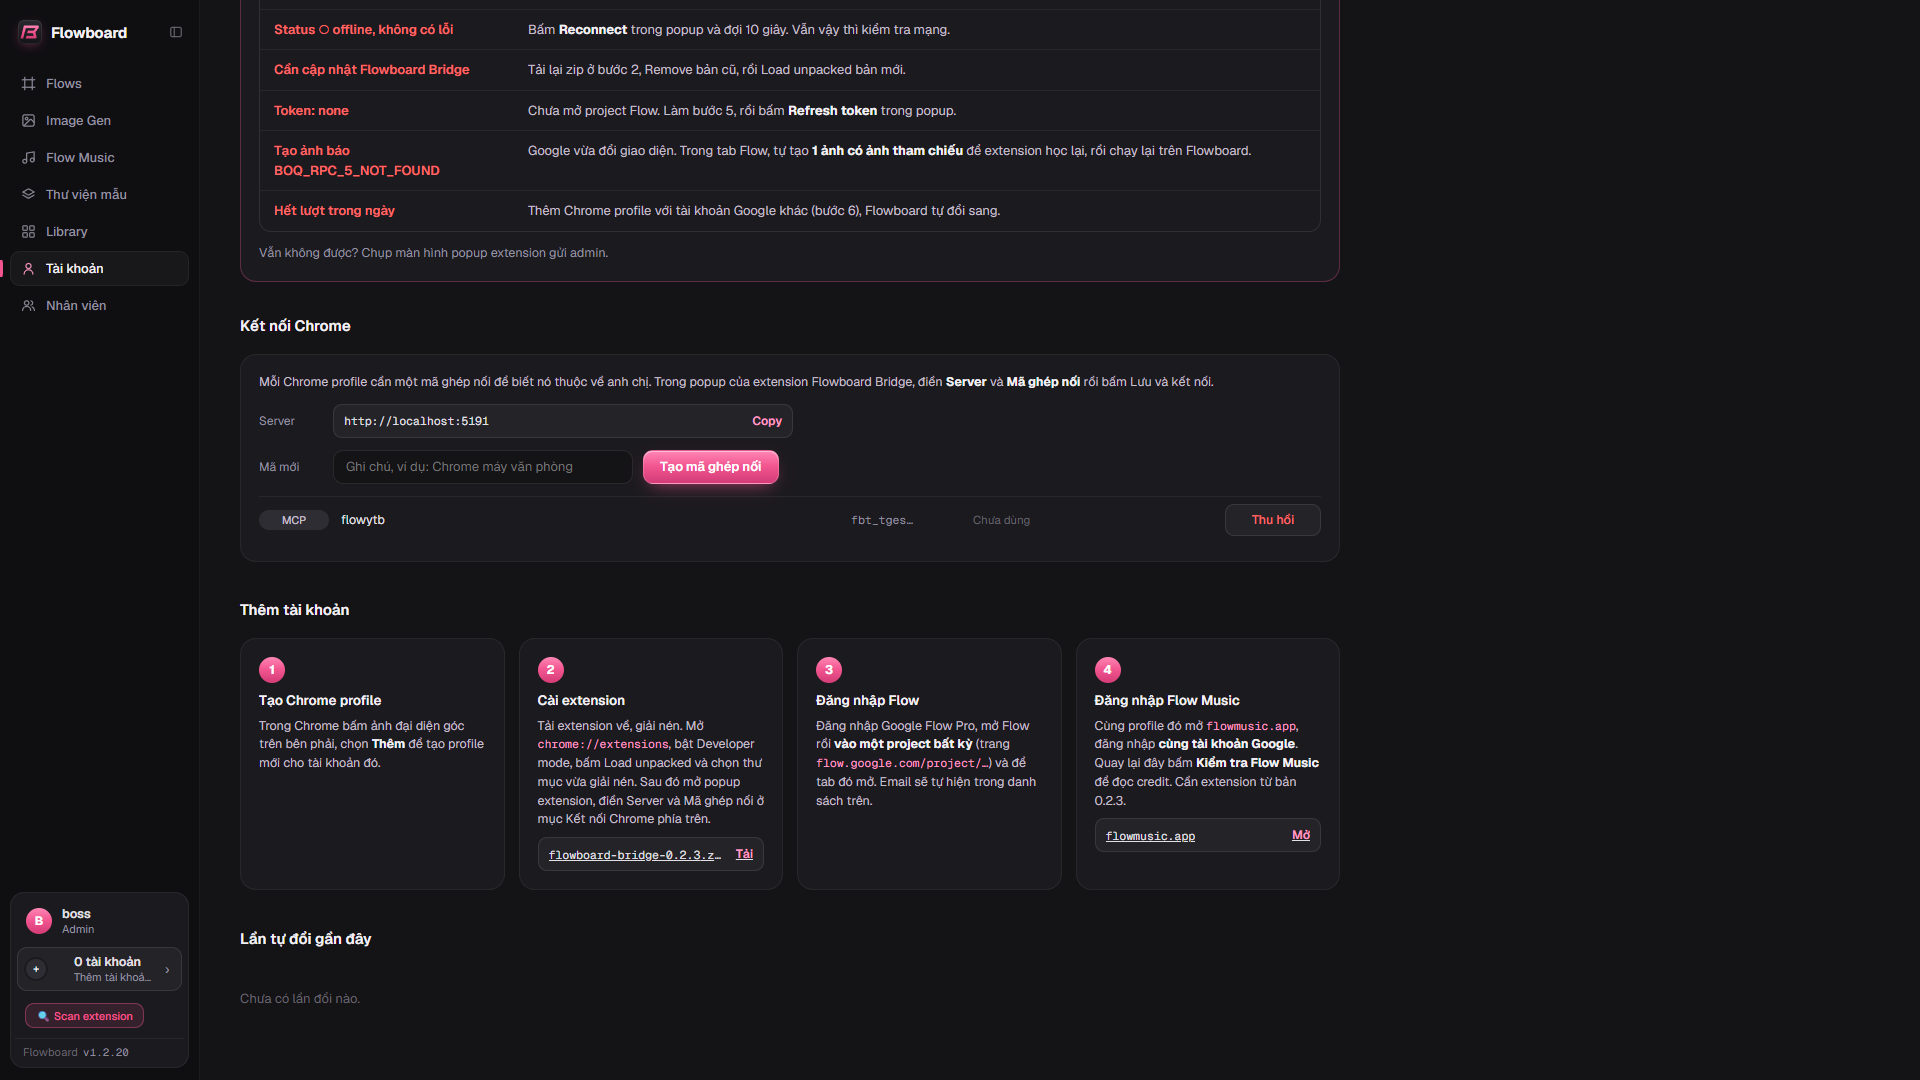 Flowboard
Flows
Image Gen
Flow Music
Thư viện mẫu
Library
Tài khoản
Nhân viên
Status ○ offline, không có lỗi
Bấm Reconnect trong popup và đợi 10 giây. Vẫn vậy thì kiểm tra mạng.
Cần cập nhật Flowboard Bridge
Tải lại zip ở bước 2, Remove bản cũ, rồi Load unpacked bản mới.
Token: none
Chưa mở project Flow. Làm bước 5, rồi bấm Refresh token trong popup.
Tạo ảnh báo
BOQ_RPC_5_NOT_FOUND
Google vừa đổi giao diện. Trong tab Flow, tự tạo 1 ảnh có ảnh tham chiếu để extension học lại, rồi chạy lại trên Flowboard.
Hết lượt trong ngày
Thêm Chrome profile với tài khoản Google khác (bước 6), Flowboard tự đổi sang.
Vẫn không được? Chụp màn hình popup extension gửi admin.
Kết nối Chrome
Mỗi Chrome profile cần một mã ghép nối để biết nó thuộc về anh chị. Trong popup của extension Flowboard Bridge, điền Server và Mã ghép nối rồi bấm Lưu và kết nối.
Server
http://localhost:5191
Copy
Mã mới
Ghi chú, ví dụ: Chrome máy văn phòng
Tạo mã ghép nối
MCP
flowytb
fbt_tges…
Chưa dùng
Thu hồi
Thêm tài khoản
1
Tạo Chrome profile
Trong Chrome bấm ảnh đại diện góc
trên bên phải, chọn Thêm để tạo profile
mới cho tài khoản đó.
2
Cài extension
Tải extension về, giải nén. Mở
chrome://extensions, bật Developer
mode, bấm Load unpacked và chọn thư
mục vừa giải nén. Sau đó mở popup
extension, điền Server và Mã ghép nối ở
mục Kết nối Chrome phía trên.
flowboard-bridge-0.2.3.z…
Tải
3
Đăng nhập Flow
Đăng nhập Google Flow Pro, mở Flow
rồi vào một project bất kỳ (trang
flow.google.com/project/…) và để
tab đó mở. Email sẽ tự hiện trong danh
sách trên.
4
Đăng nhập Flow Music
Cùng profile đó mở flowmusic.app,
đăng nhập cùng tài khoản Google.
Quay lại đây bấm Kiểm tra Flow Music
để đọc credit. Cần extension từ bản
0.2.3.
flowmusic.app
Mở
Lần tự đổi gần đây
Chưa có lần đổi nào.
B
boss
Admin
+
0 tài khoản
Thêm tài khoả…
Scan extension
Flowboard v1.2.20